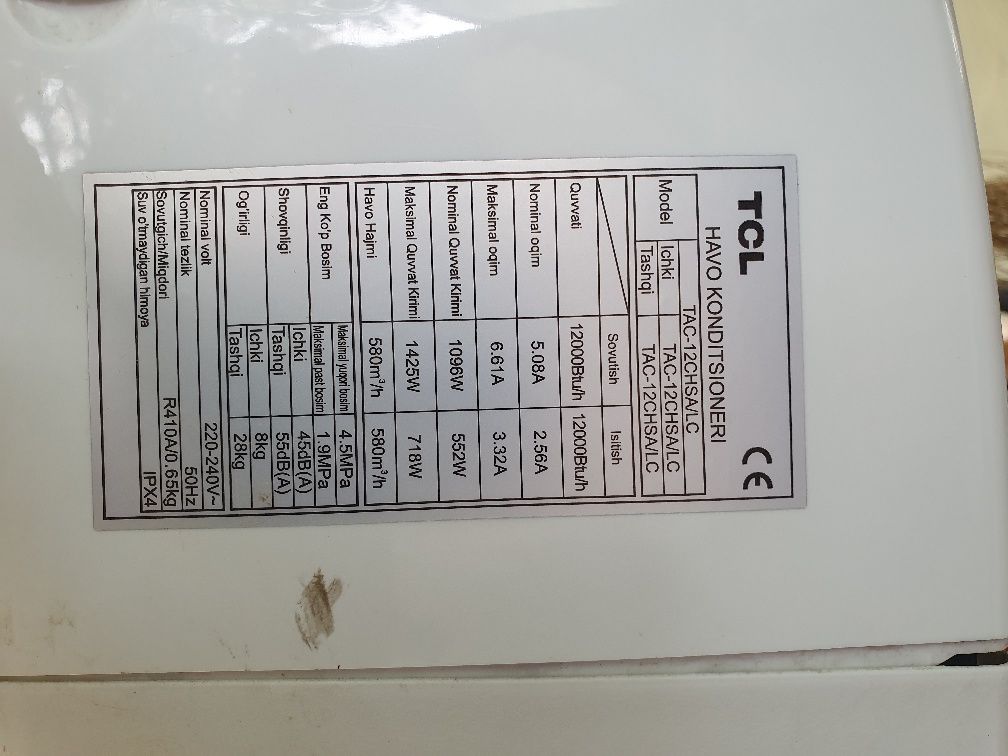 TCL CE
HAVO KONDITSIONERI
TAC-12CHSA/LC
Model Ichki TAC-12CHSA/LC
Tashqi TAC-12CHSA/LC
Sovutish Isitish
Quvvati 12000Btu/h 12000Btu/h
Nominal oqim 5.08A 2.56A
Maksimal oqim 6.61A 3.32A
Nominal Quvvat Kirimi 1096W 552W
Maksimal Quvvat Kirimi 1425W 718W
Havo Hajmi 580m³/h 580m³/h
Eng Ko'p Bosim Maksimal yuqori bosim 4.5MPa
Maksimal past bosim 1.9MPa
Shovqinligi Ichki 45dB(A)
Tashqi 55dB(A)
Og'irligi Ichki 8kg
Tashqi 28kg
Nominal volt 220-240V~
Nominal tezlik 50Hz
Sovutgich/Miqdori R410A/0.65kg
Suv o'tmaydigan himoya IPX4